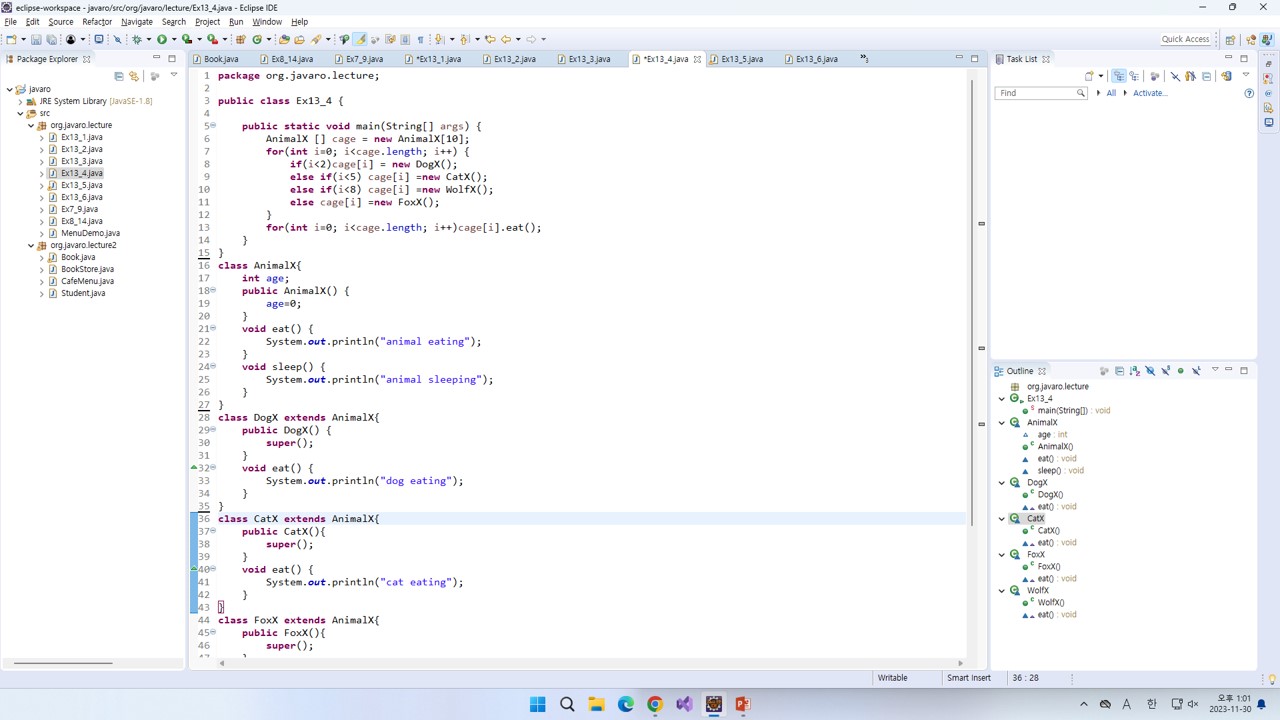 eclipse-workspace - javaro/src/org/javaro/lecture/Ex13_4.java - Eclipse IDE
File Edit Source Refactor Navigate Search Project Run Window Help
Quick Access
Package Explorer
javaro
JRE System Library [JavaSE-1.8]
src
org.javaro.lecture
Ex13_1.java
Ex13_2.java
Ex13_3.java
Ex13_4.java
Ex13_5.java
Ex13_6.java
Ex7_9.java
Ex8_14.java
MenuDemo.java
org.javaro.lecture2
Book.java
BookStore.java
CafeMenu.java
Student.java
Book.java Ex8_14.java Ex7_9.java *Ex13_1.java Ex13_2.java Ex13_3.java *Ex13_4.java Ex13_5.java Ex13_6.java
1 package org.javaro.lecture;
2
3 public class Ex13_4 {
4
5 public static void main(String[] args) {
6 AnimalX [] cage = new AnimalX[10];
7 for(int i=0; i<cage.length; i++) {
8 if(i<2)cage[i] = new DogX();
9 else if(i<5) cage[i] =new CatX();
10 else if(i<8) cage[i] =new WolfX();
11 else cage[i] =new FoxX();
12 }
13 for(int i=0; i<cage.length; i++)cage[i].eat();
14 }
15 }
16 class AnimalX{
17 int age;
18 public AnimalX() {
19 age=0;
20 }
21 void eat() {
22 System.out.println("animal eating");
23 }
24 void sleep() {
25 System.out.println("animal sleeping");
26 }
27 }
28 class DogX extends AnimalX{
29 public DogX() {
30 super();
31 }
32 void eat() {
33 System.out.println("dog eating");
34 }
35 }
36 class CatX extends AnimalX{
37 public CatX(){
38 super();
39 }
40 void eat() {
41 System.out.println("cat eating");
42 }
43 }
44 class FoxX extends AnimalX{
45 public FoxX(){
46 super();
Task List
Find All Activate...
Outline
org.javaro.lecture
Ex13_4
main(String[]) : void
AnimalX
age : int
AnimalX()
eat() : void
sleep() : void
DogX
DogX()
eat() : void
CatX
CatX()
eat() : void
FoxX
FoxX()
eat() : void
WolfX
WolfX()
eat() : void
Writable Smart Insert 36 : 28
A 한 오후 1:01
2023-11-30